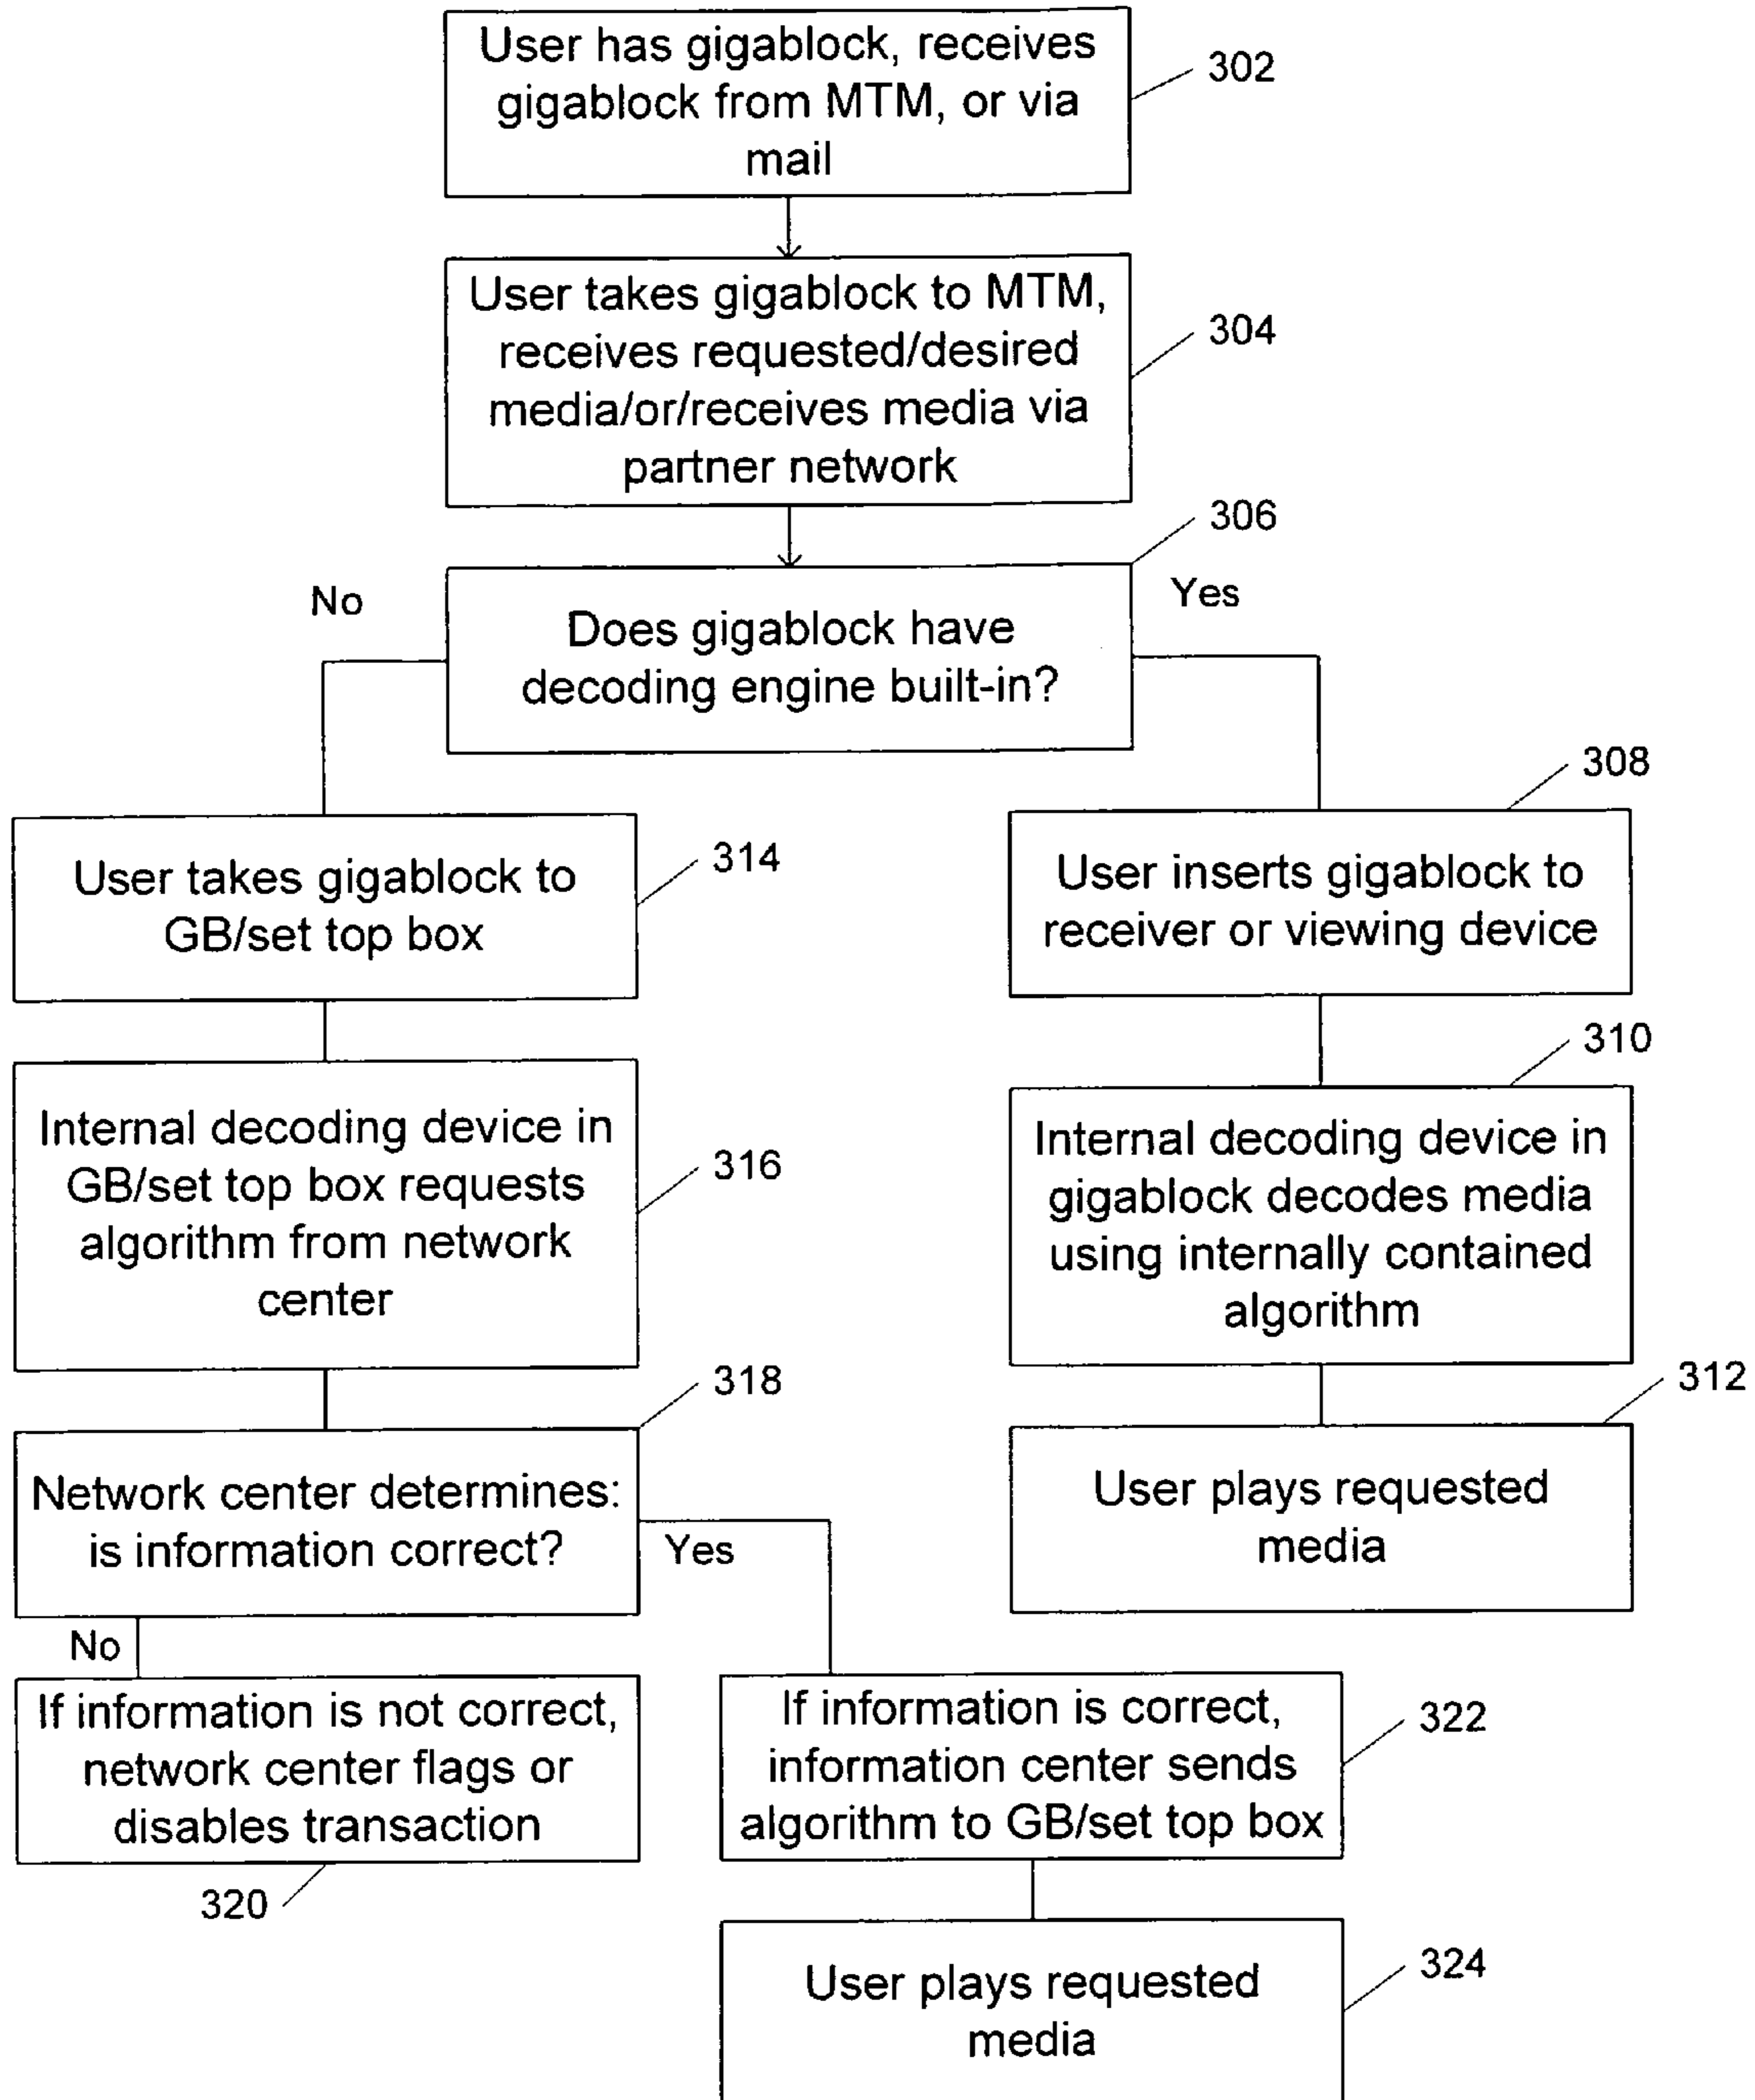 User has gigablock, receives
gigablock from MTM, or via
mail
302
User takes gigablock to MTM,
receives requested/desired
media/or/receives media via
partner network
304
306
No
Yes
Does gigablock have
decoding engine built-in?
308
User inserts gigablock to
receiver or viewing device
310
Internal decoding device in
gigablock decodes media
using internally contained
algorithm
312
User plays requested
media
314
User takes gigablock to
GB/set top box
316
Internal decoding device in
GB/set top box requests
algorithm from network
center
318
Network center determines:
is information correct?
Yes
No
If information is not correct,
network center flags or
disables transaction
320
If information is correct,
information center sends
algorithm to GB/set top box
322
User plays requested
media
324